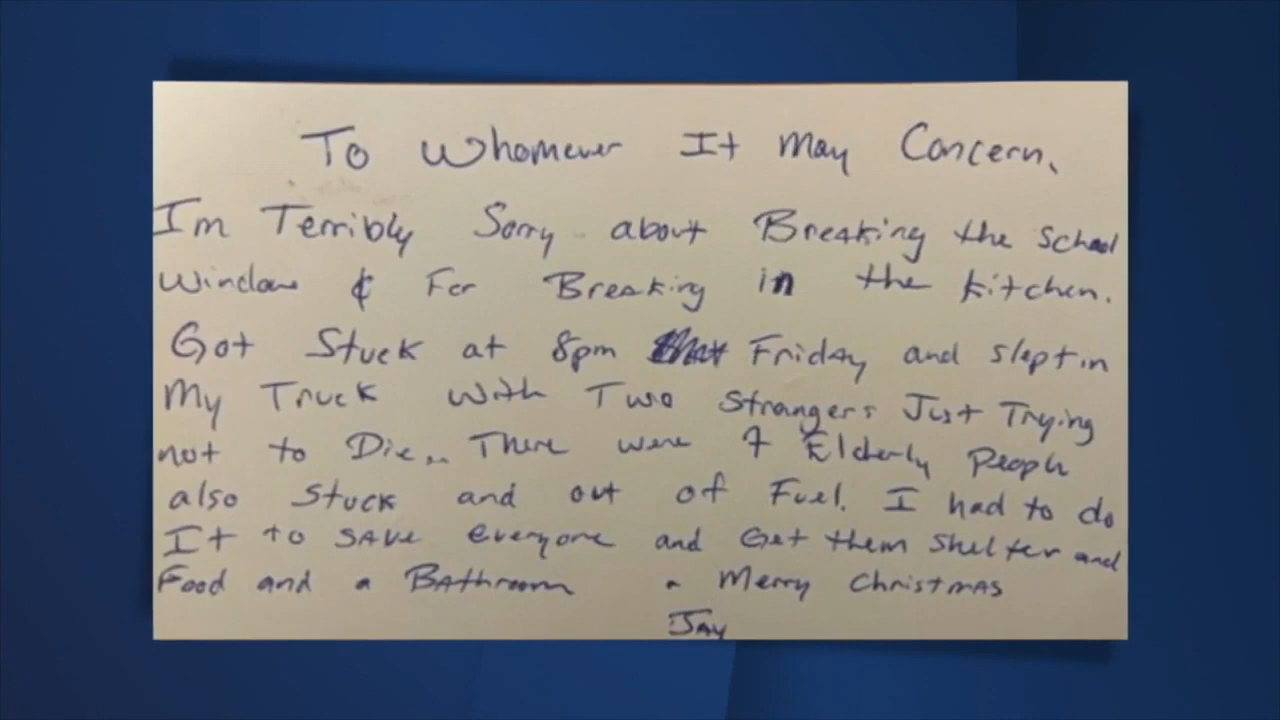 To Whomever It May Concern.
I'm Terribly Sorry about Breaking the School
Window & For Breaking in the kitchen.
Got Stuck at 8pm Friday and slept in
My Truck with Two Strangers Just Trying
not to Die... There were 7 Elderly People
also stuck and out of Fuel. I had to do
It to save everyone and Get them shelter and
Food and a Bathroom - Merry Christmas
Jay